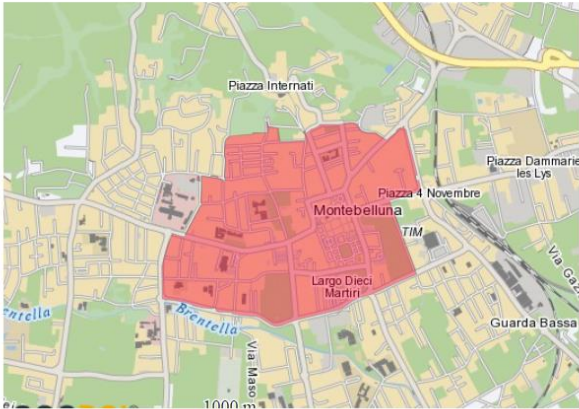 Piazza Internati
Piazza Dammarie
les Lys
Piazza 4 Novembre
Montebelluna
TIM
Via Gaz
Largo Dieci
Martiri
entella
Brentella
Guarda Bassa
Via Maso
1000 m